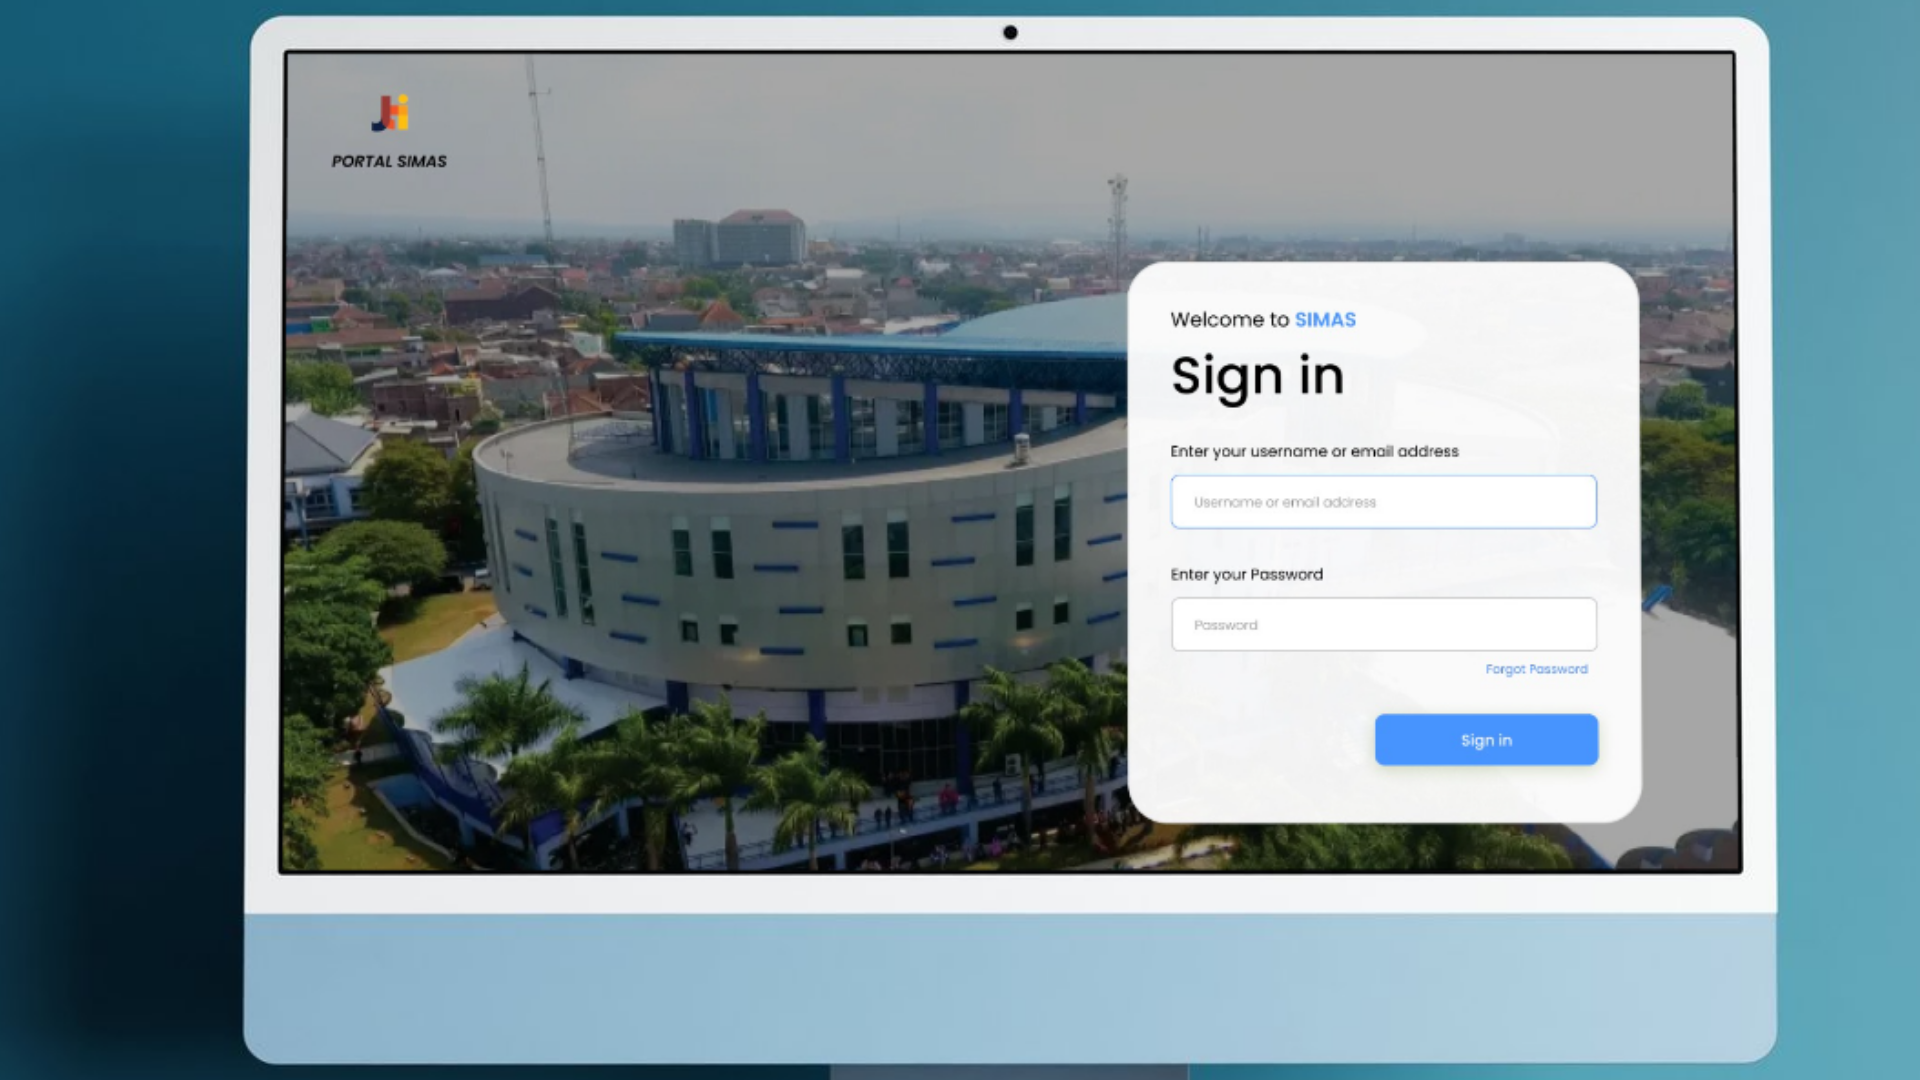 Jti
PORTAL SIMAS
Welcome to SIMAS
Sign in
Enter your username or email address
Username or email address
Enter your Password
Password
Forgot Password
Sign in